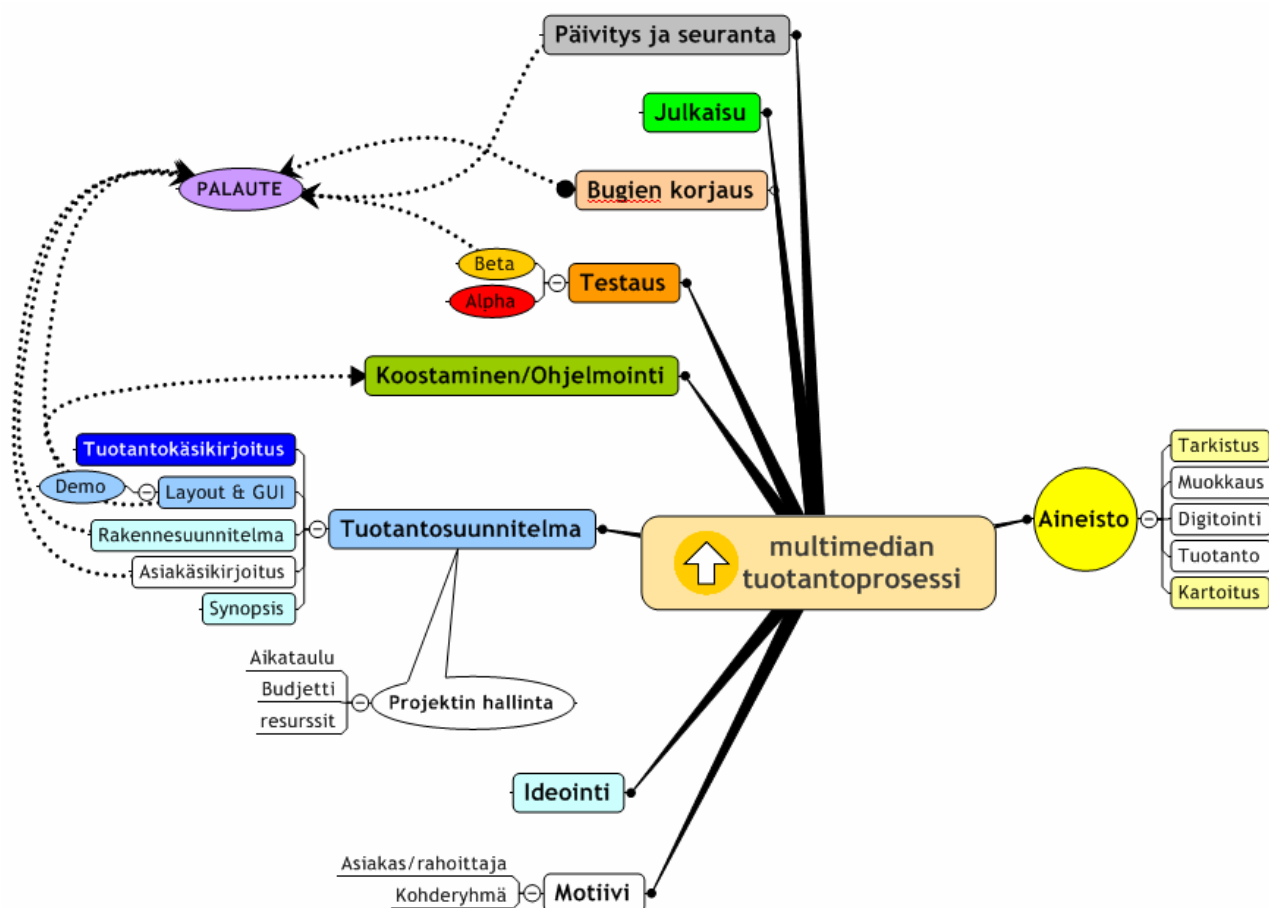 Päivitys ja seuranta
Julkaisu
PALAUTE
Bugien korjaus
Beta
Testaus
Alpha
Koostaminen/Ohjelmointi
Tuotantokäsikirjoitus
Demo
Layout & GUI
Rakennesuunnitelma
Asiakäsikirjoitus
Synopsis
Tuotantosuunnitelma
multimedian
tuotantoprosessi
Aineisto
Tarkistus
Muokkaus
Digitointi
Tuotanto
Kartoitus
Aikataulu
Budjetti
resurssit
Projektin hallinta
Ideointi
Asiakas/rahoittaja
Kohderyhmä
Motiivi